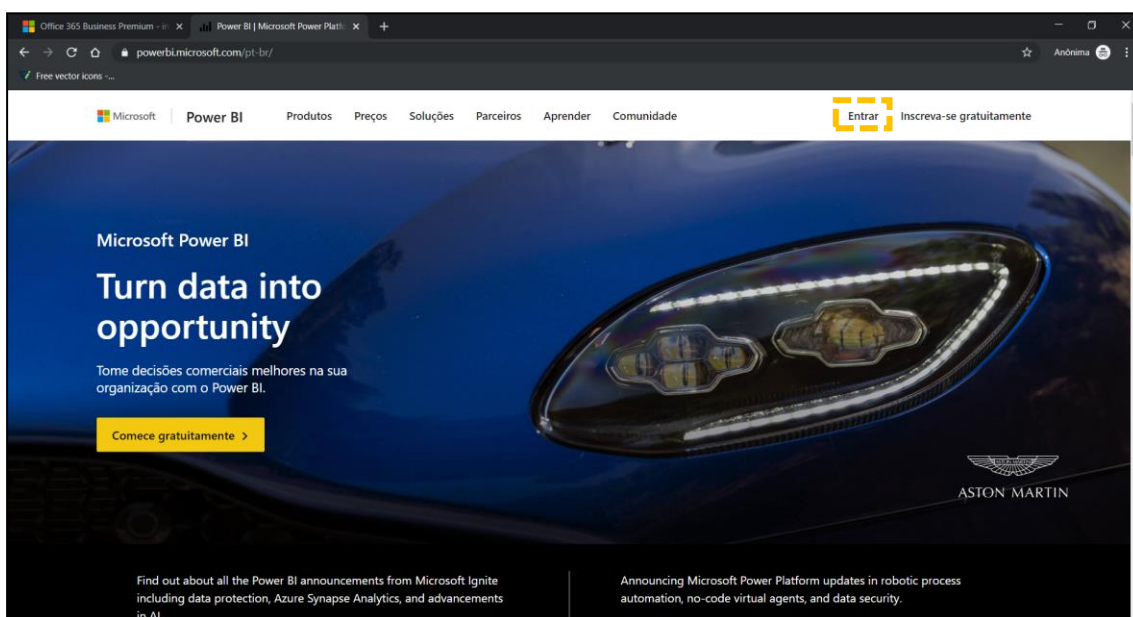 Office 365 Business Premium - in
Power BI | Microsoft Power Platf
powerbi.microsoft.com/pt-br/
Anônima
Free vector icons -...
Microsoft
Power BI
Produtos
Preços
Soluções
Parceiros
Aprender
Comunidade
Entrar
Inscreva-se gratuitamente
Microsoft Power BI
Turn data into
opportunity
Tome decisões comerciais melhores na sua
organização com o Power BI.
Comece gratuitamente >
ASTON MARTIN
Find out about all the Power BI announcements from Microsoft Ignite
including data protection, Azure Synapse Analytics, and advancements
in AI.
Announcing Microsoft Power Platform updates in robotic process
automation, no-code virtual agents, and data security.